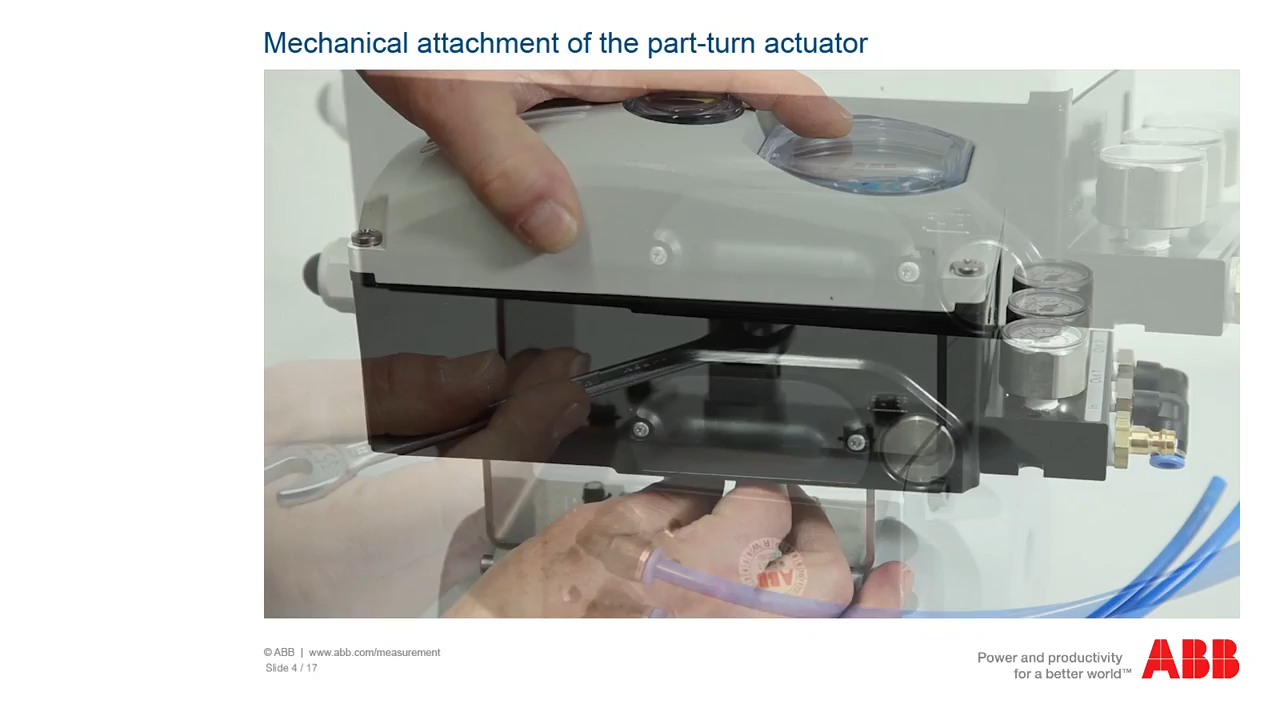 Mechanical attachment of the part-turn actuator
ABB
© ABB | www.abb.com/measurement
Slide 4 / 17
Power and productivity
for a better world™
ABB